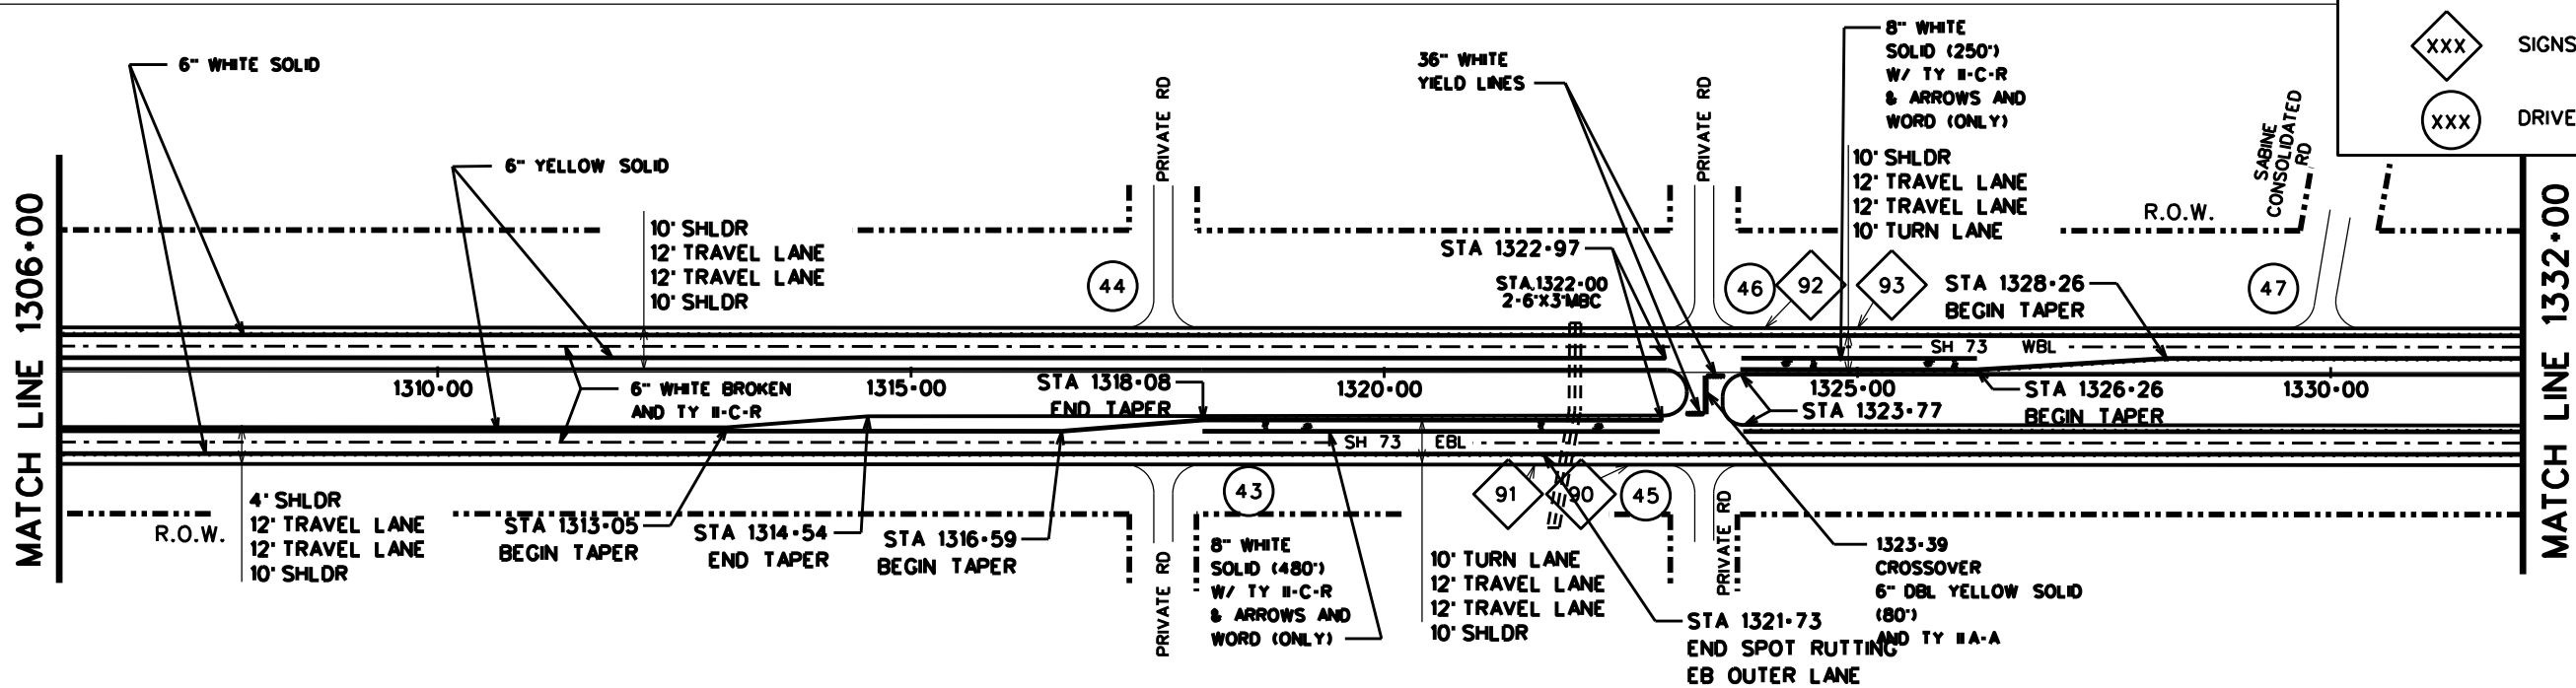 6" WHITE SOLID
6" YELLOW SOLID
36" WHITE
YIELD LINES
8" WHITE
SOLID (250')
W/ TY II-C-R
& ARROWS AND
WORD (ONLY)
XXX
SIGNS
XXX
DRIVE
PRIVATE RD
PRIVATE RD
SABINE
CONSOLIDATED
RD
MATCH LINE 1306+00
10' SHLDR
12' TRAVEL LANE
12' TRAVEL LANE
10' SHLDR
10' SHLDR
12' TRAVEL LANE
12' TRAVEL LANE
10' TURN LANE
R.O.W.
MATCH LINE 1332+00
44
STA 1322+97
STA.1322+00
2-6'X3'MBC
46
92
93
STA 1328+26
BEGIN TAPER
47
SH 73 WBL
1310+00
6" WHITE BROKEN
AND TY II-C-R
1315+00
STA 1318+08
END TAPER
1320+00
1325+00
STA 1323+77
STA 1326+26
BEGIN TAPER
1330+00
SH 73 EBL
4' SHLDR
12' TRAVEL LANE
12' TRAVEL LANE
10' SHLDR
R.O.W.
STA 1313+05
BEGIN TAPER
STA 1314+54
END TAPER
STA 1316+59
BEGIN TAPER
43
91
90
45
PRIVATE RD
8" WHITE
SOLID (480')
W/ TY II-C-R
& ARROWS AND
WORD (ONLY)
10' TURN LANE
12' TRAVEL LANE
12' TRAVEL LANE
10' SHLDR
PRIVATE RD
1323+39
CROSSOVER
6" DBL YELLOW SOLID
(80')
AND TY II A-A
STA 1321+73
END SPOT RUTTING
EB OUTER LANE